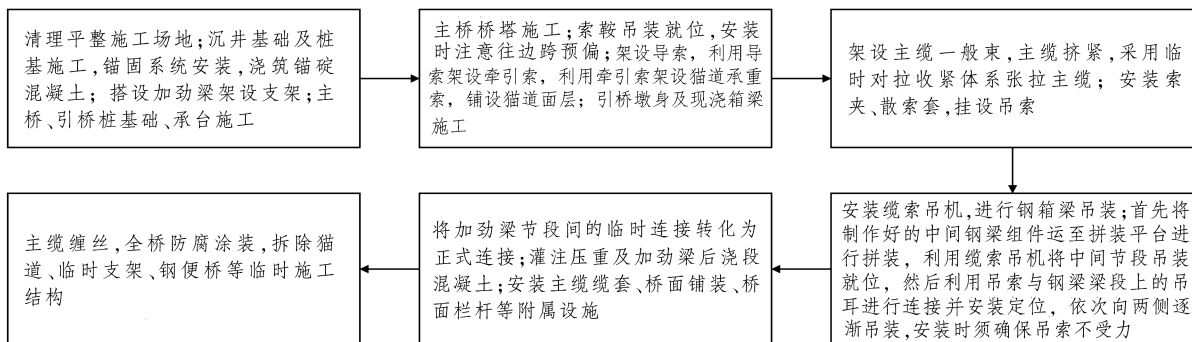 清理平整施工场地;沉井基础及桩
基施工,锚固系统安装,浇筑锚碇
混凝土;搭设加劲梁架设支架;主
桥、引桥桩基础、承台施工
主桥桥塔施工;索鞍吊装就位,安装
时注意往边跨预偏;架设导索,利用导
索架设牵引索,利用牵引索架设猫道承重
索,铺设猫道面层;引桥墩身及现浇箱梁
施工
架设主缆一般束,主缆挤紧,采用临
时对拉收紧体系张拉主缆;安装索
夹、散索套,挂设吊索
安装缆索吊机,进行钢箱梁吊装;首先将
制作好的中间钢梁组件运至拼装平台进
行拼装,利用缆索吊机将中间节段吊装
就位,然后利用吊索与钢梁梁段上的吊
耳进行连接并安装定位,依次向两侧逐
渐吊装,安装时须确保吊索不受力
将加劲梁节段间的临时连接转化为
正式连接;灌注压重及加劲梁后浇段
混凝土;安装主缆缆套、桥面铺装、桥
面栏杆等附属设施
主缆缠丝,全桥防腐涂装,拆除猫
道、临时支架、钢便桥等临时施工
结构